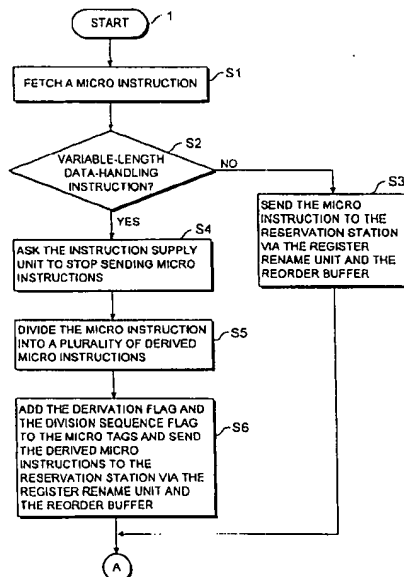 START
1
FETCH A MICRO INSTRUCTION
S1
S2
VARIABLE-LENGTH
DATA-HANDLING
INSTRUCTION?
NO
YES
S3
SEND THE MICRO
INSTRUCTION TO THE
RESERVATION STATION
VIA THE REGISTER
RENAME UNIT AND THE
REORDER BUFFER
S4
ASK THE INSTRUCTION SUPPLY
UNIT TO STOP SENDING MICRO
INSTRUCTIONS
S5
DIVIDE THE MICRO INSTRUCTION
INTO A PLURALITY OF DERIVED
MICRO INSTRUCTIONS
S6
ADD THE DERIVATION FLAG AND
THE DIVISION SEQUENCE FLAG
TO THE MICRO TAGS AND SEND
THE DERIVED MICRO
INSTRUCTIONS TO THE
RESERVATION STATION VIA THE
REGISTER RENAME UNIT AND
THE REORDER BUFFER
A